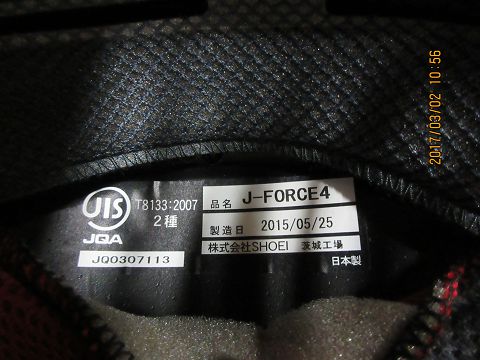 JIS
JQA
T8133:2007
2種
JQ0307113
品名 J-FORCE4
製造日 2015/05/25
株式会社SHOEI 茨城工場
日本製
2017/03/02 10:56